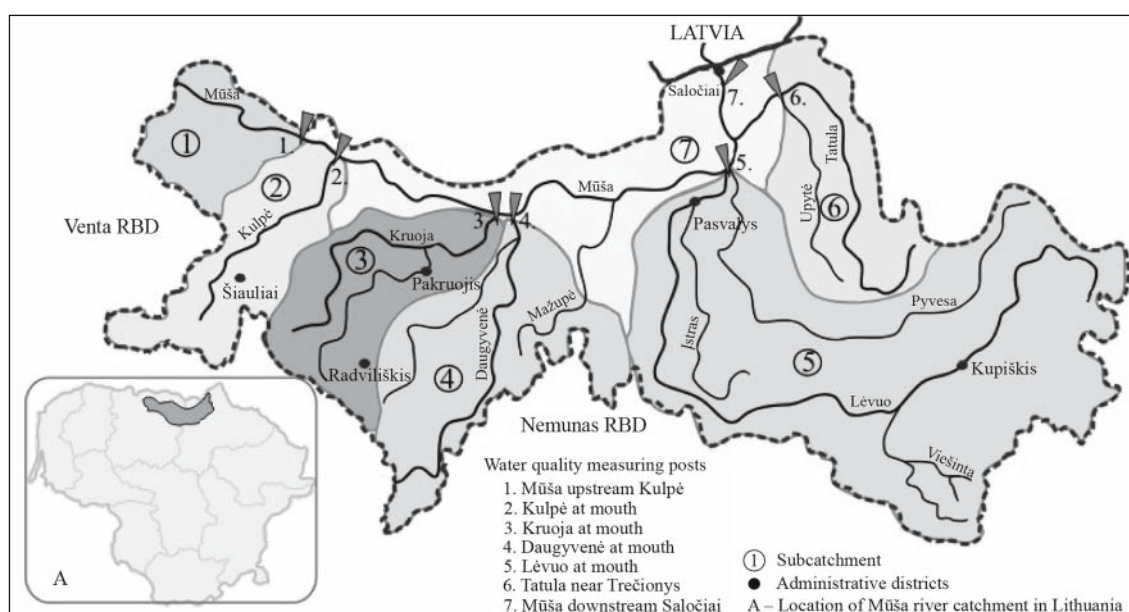 LATVIA
Mūša
Saločiai
7.
6.
1.
1
2.
2
7
5.
Tatula
Mūša
Upytė
6
Venta RBD
Kulpė
3.
4.
Pasvalys
Kruoja
3
Šiauliai
Pakruojis
Mažupė
Pyvesa
Daugyvenė
Įstras
Radviliškis
4
5
Kupiškis
Lėvuo
Nemunas RBD
Viešinta
A
Water quality measuring posts
1. Mūša upstream Kulpė
2. Kulpė at mouth
3. Kruoja at mouth
4. Daugyvenė at mouth
5. Lėvuo at mouth
6. Tatula near Trečionys
7. Mūša downstream Saločiai
1 Subcatchment
Administrative districts
A – Location of Mūša river catchment in Lithuania